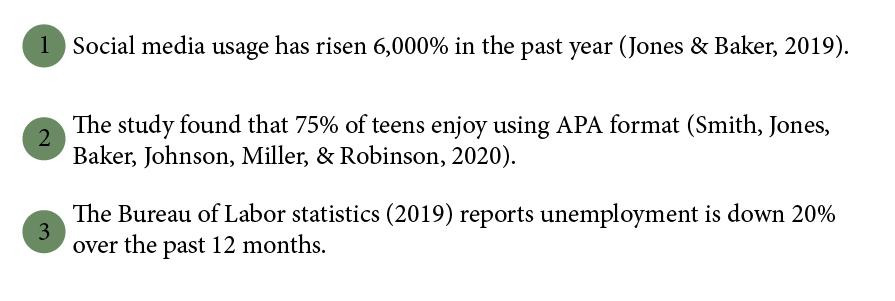 1 Social media usage has risen 6,000% in the past year (Jones & Baker, 2019).
2 The study found that 75% of teens enjoy using APA format (Smith, Jones,
Baker, Johnson, Miller, & Robinson, 2020).
3 The Bureau of Labor statistics (2019) reports unemployment is down 20%
over the past 12 months.